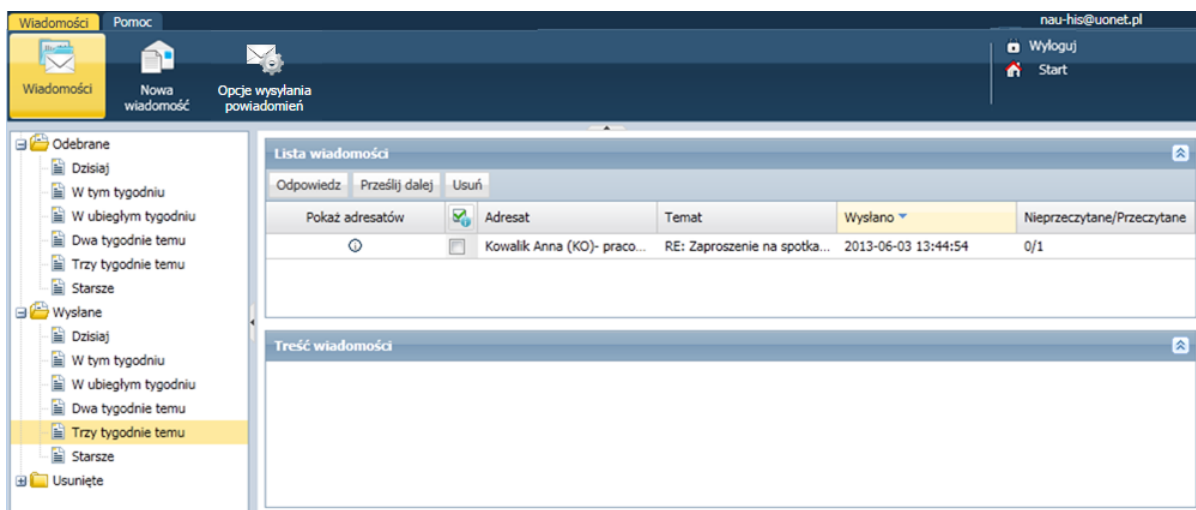 Wiadomości Pomoc
nau-his@uonet.pl
Wyloguj
Start
Wiadomości
Nowa
wiadomość
Opcje wysyłania
powiadomień
Odebrane
Dzisiaj
W tym tygodniu
W ubiegłym tygodniu
Dwa tygodnie temu
Trzy tygodnie temu
Starsze
Wysłane
Dzisiaj
W tym tygodniu
W ubiegłym tygodniu
Dwa tygodnie temu
Trzy tygodnie temu
Starsze
Usunięte
Lista wiadomości
Odpowiedz Prześlij dalej Usuń
Pokaż adresatów Adresat Temat Wysłano Nieprzeczytane/Przeczytane
Kowalik Anna (KO)- praco... RE: Zaproszenie na spotka... 2013-06-03 13:44:54 0/1
Treść wiadomości